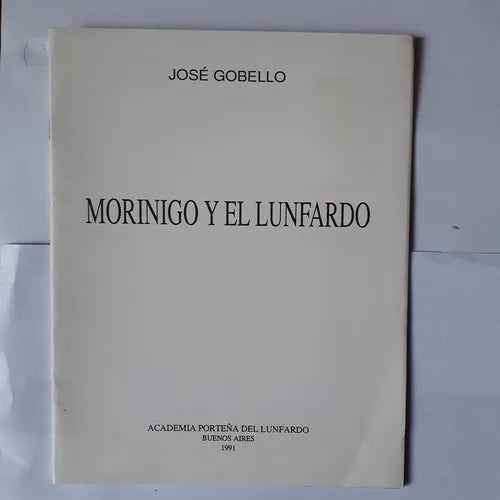 JOSÉ GOBELLO
MORINIGO Y EL LUNFARDO
ACADEMIA PORTEÑA DEL LUNFARDO
BUENOS AIRES
1991